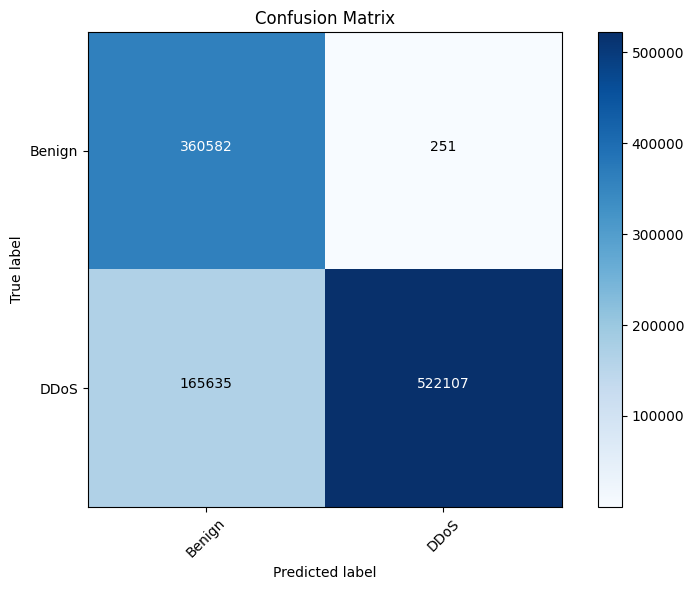 Confusion Matrix
True label
Benign
360582
251
DDoS
165635
522107
Benign
DDoS
Predicted label
500000
400000
300000
200000
100000